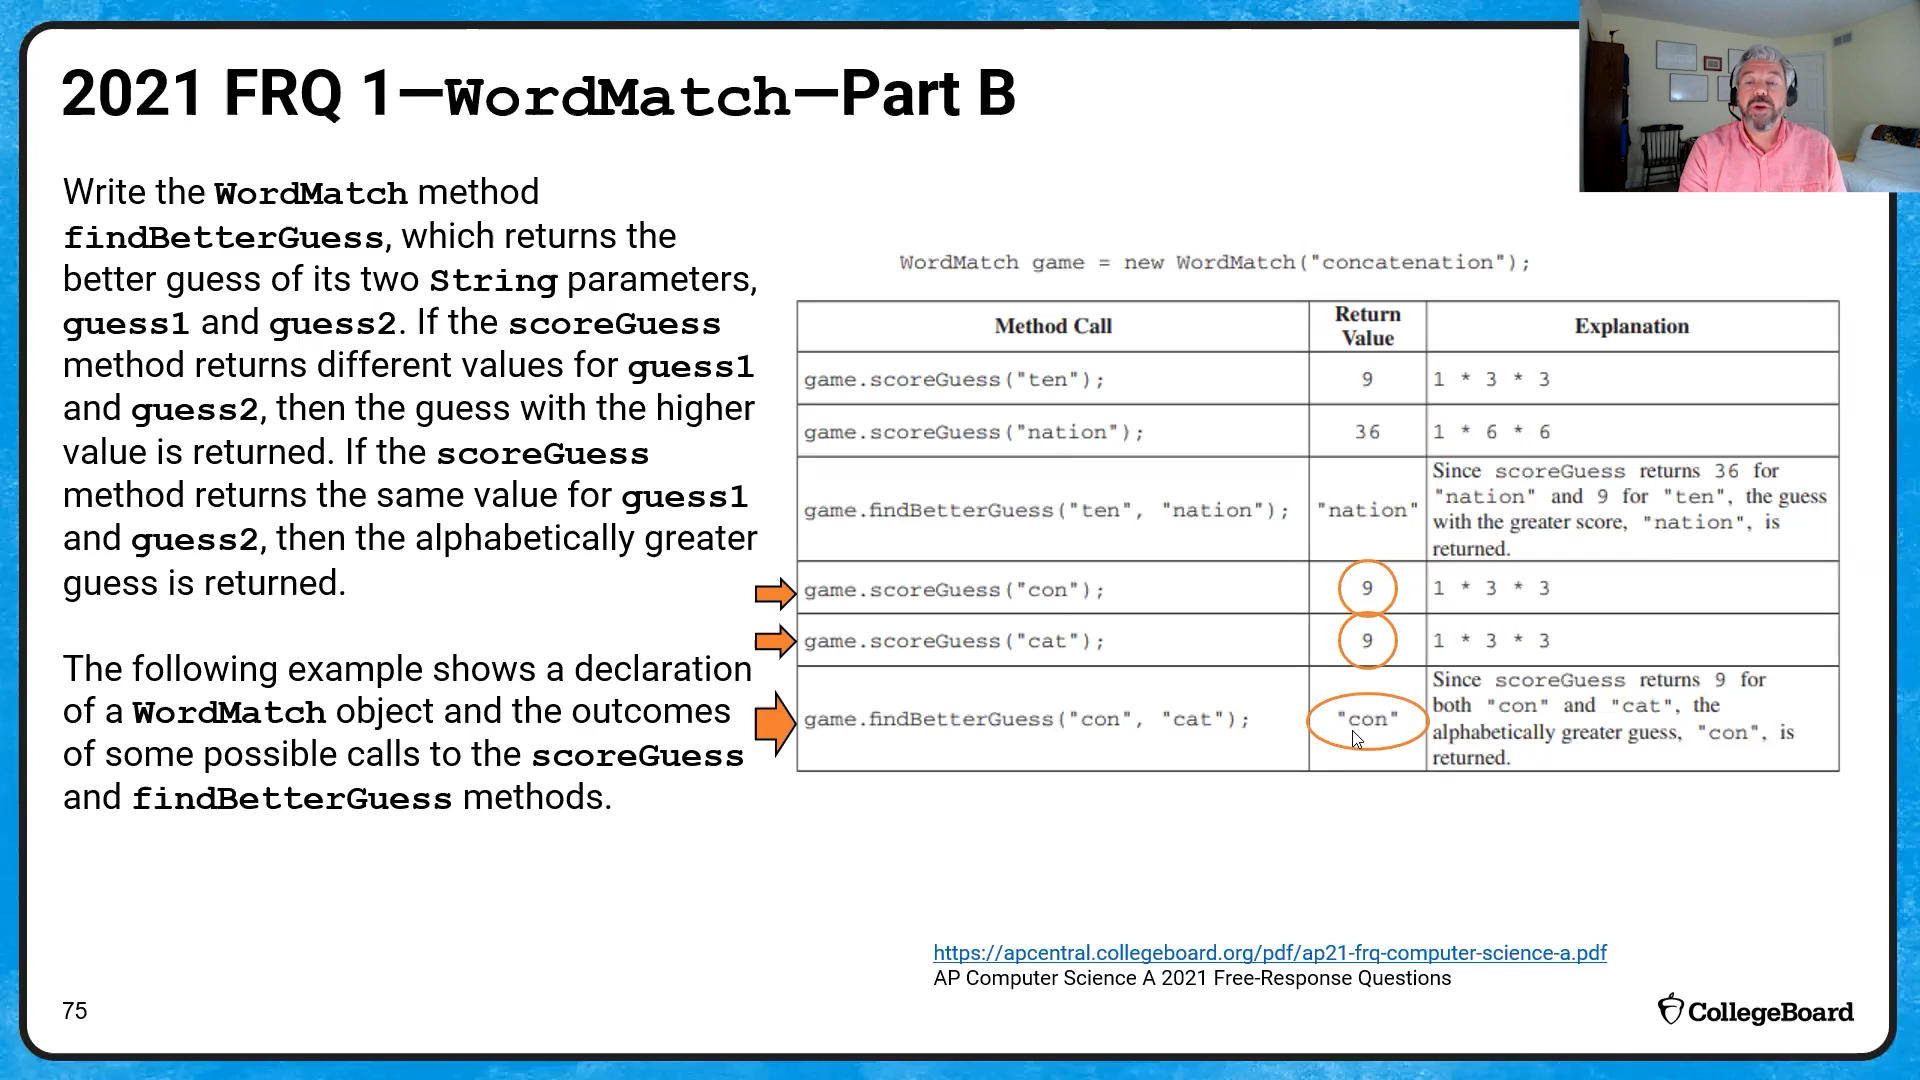 2021 FRQ 1—WordMatch—Part B
Write the WordMatch method
findBetterGuess, which returns the
better guess of its two String parameters,
guess1 and guess2. If the scoreGuess
method returns different values for guess1
and guess2, then the guess with the higher
value is returned. If the scoreGuess
method returns the same value for guess1
and guess2, then the alphabetically greater
guess is returned.
The following example shows a declaration
of a WordMatch object and the outcomes
of some possible calls to the scoreGuess
and findBetterGuess methods.
WordMatch game = new WordMatch("concatenation");
Method Call
Return
Value
Explanation
game.scoreGuess("ten");
9
1 * 3 * 3
game.scoreGuess("nation");
36
1 * 6 * 6
game.findBetterGuess("ten", "nation");
"nation"
Since scoreGuess returns 36 for
"nation" and 9 for "ten", the guess
with the greater score, "nation", is
returned.
game.scoreGuess("con");
9
1 * 3 * 3
game.scoreGuess("cat");
9
1 * 3 * 3
game.findBetterGuess("con", "cat");
"con"
Since scoreGuess returns 9 for
both "con" and "cat", the
alphabetically greater guess, "con", is
returned.
https://apcentral.collegeboard.org/pdf/ap21-frq-computer-science-a.pdf
AP Computer Science A 2021 Free-Response Questions
75
CollegeBoard